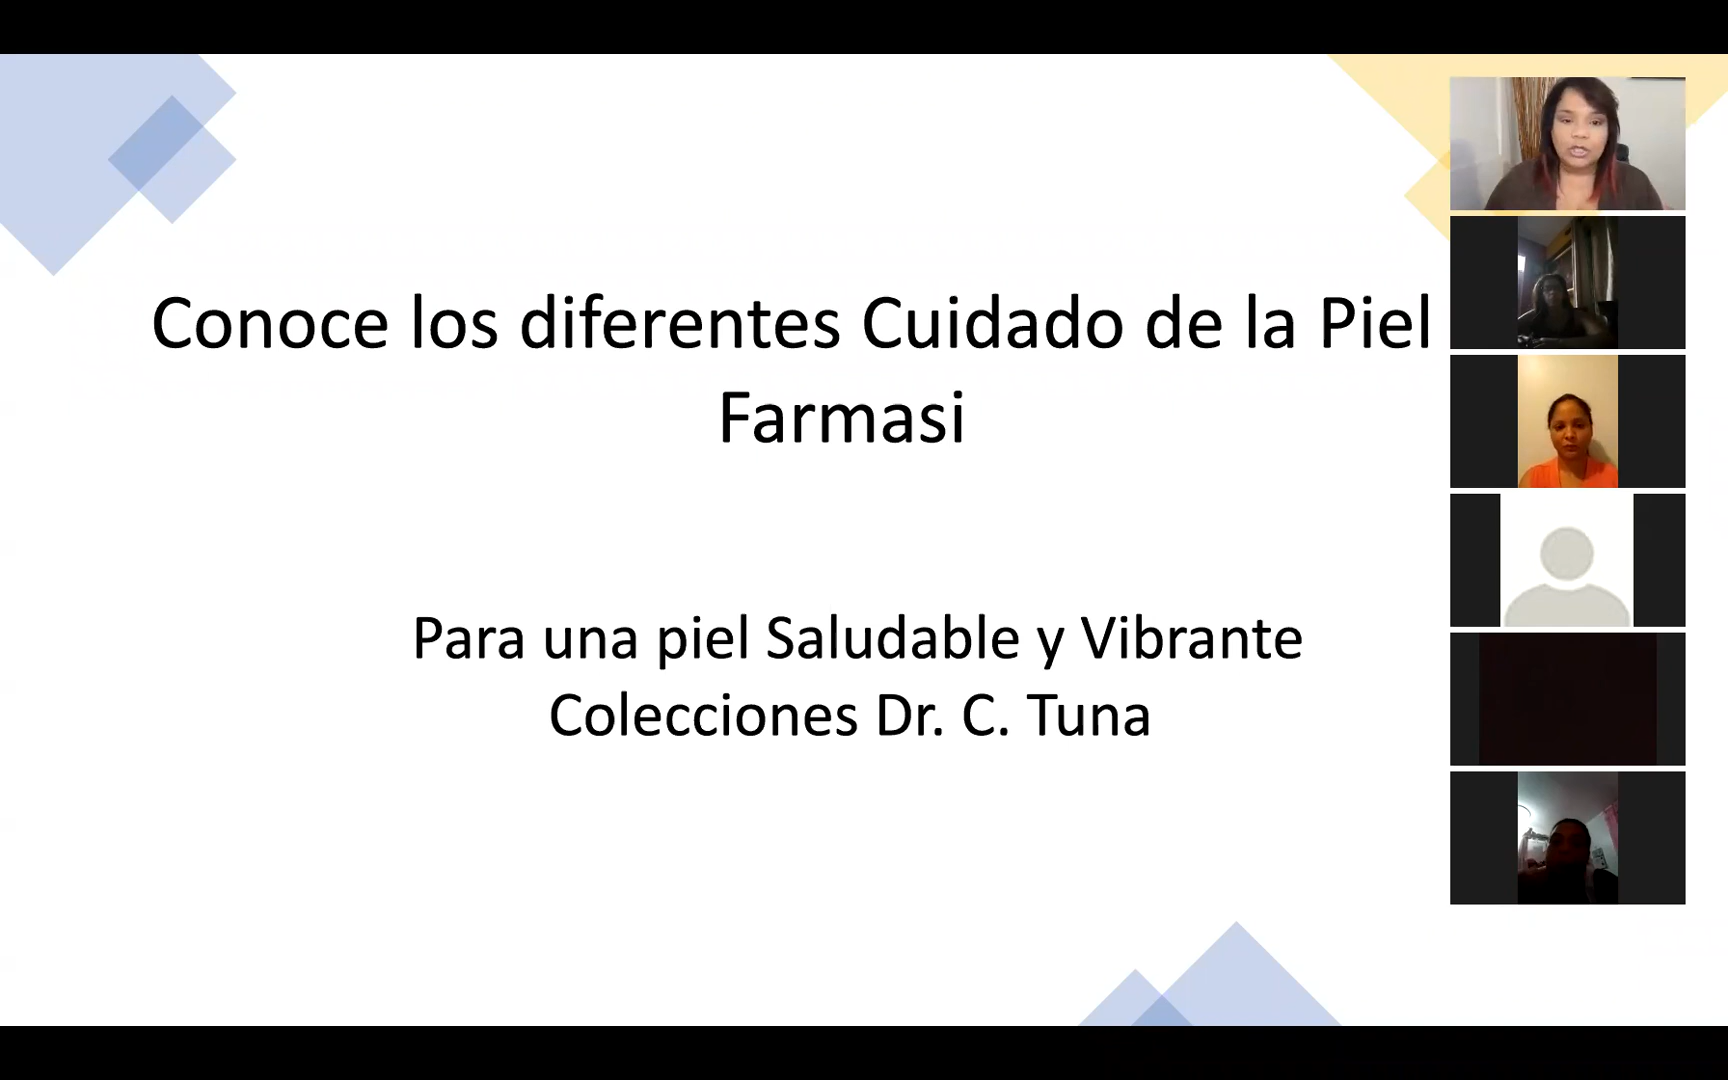 Conoce los diferentes Cuidado de la Piel
Farmasi
Para una piel Saludable y Vibrante
Colecciones Dr. C. Tuna